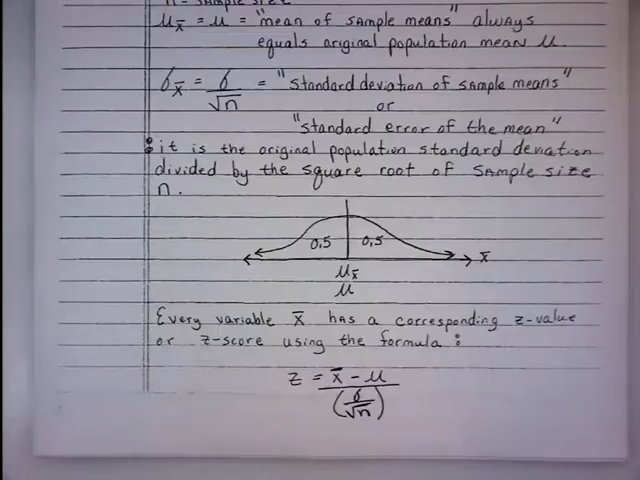 n = sample size
μx̄ = μ = "mean of sample means" always
equals original population mean μ.
σx̄ = σ/√n = "standard deviation of sample means"
or
"standard error of the mean"
: it is the original population standard deviation
divided by the square root of sample size
n.
0.5 0.5 x̄
μx̄
μ
Every variable x̄ has a corresponding z-value
or z-score using the formula :
z = x̄ - μ
(σ/√n)